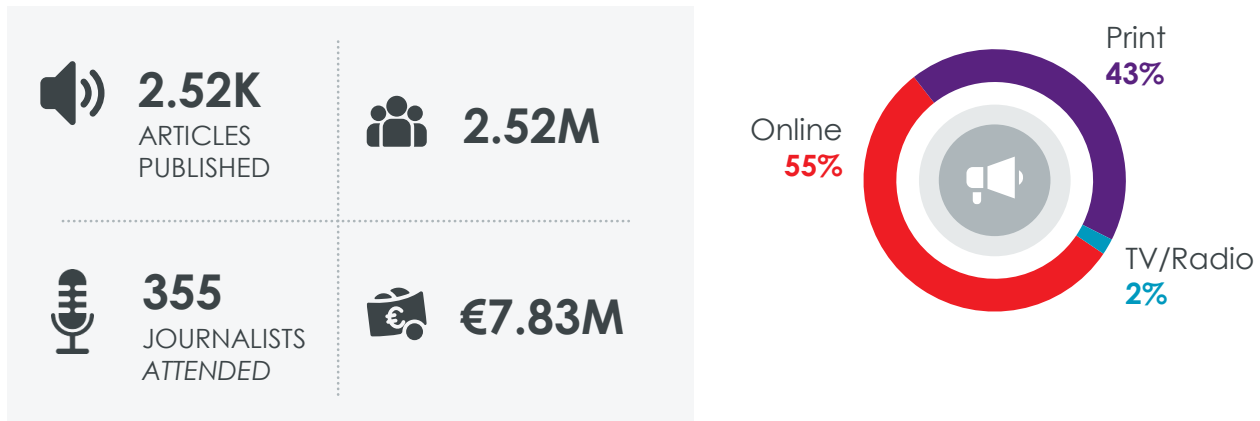 2.52K
ARTICLES
PUBLISHED
2.52M
355
JOURNALISTS
ATTENDED
€
€7.83M
Print
43%
Online
55%
TV/Radio
2%